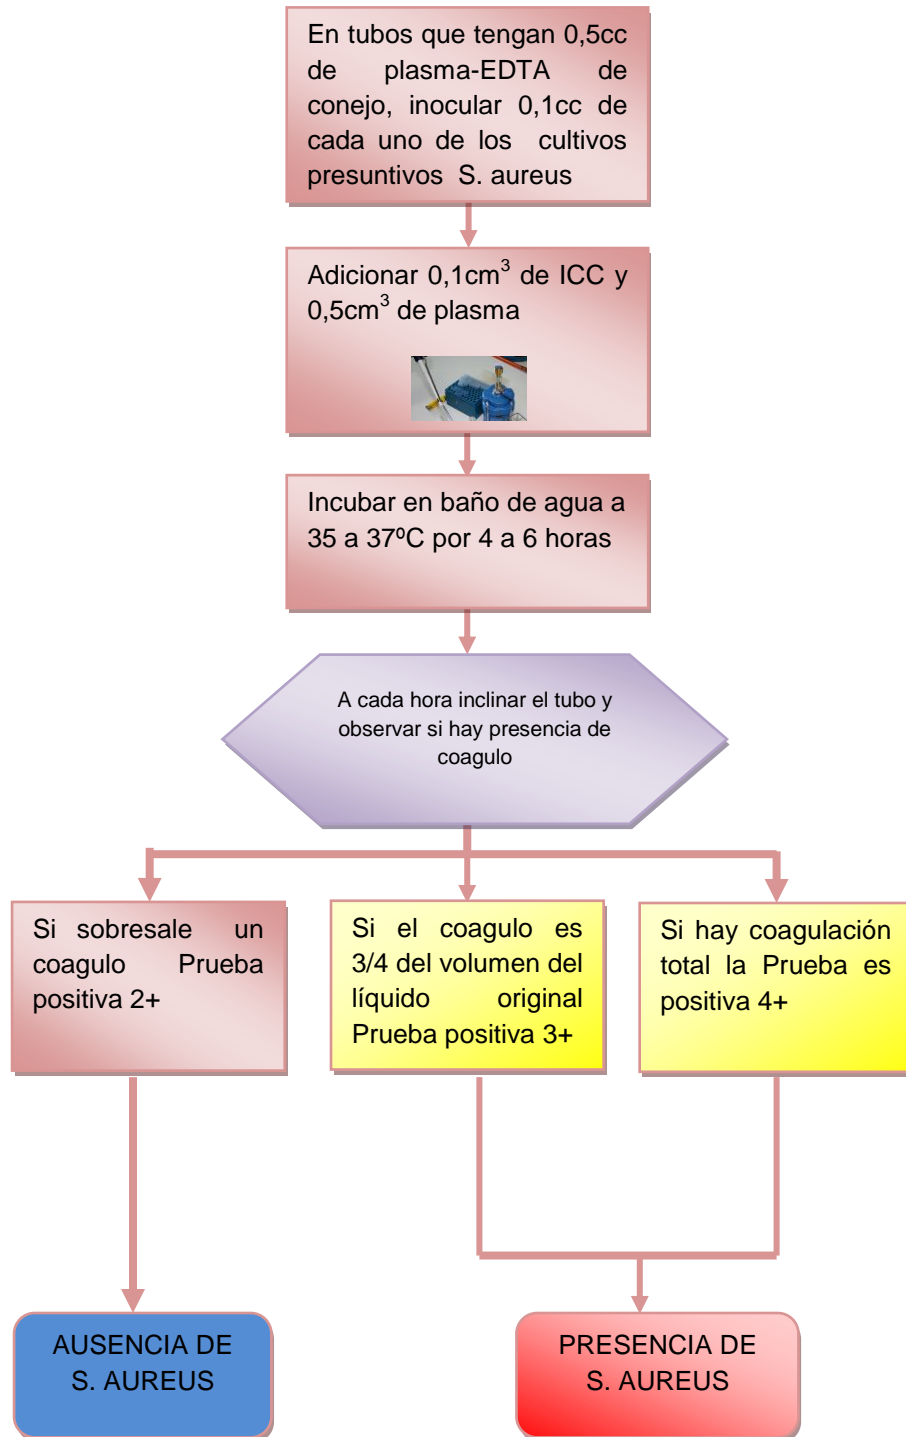 En tubos que tengan 0,5cc
de plasma-EDTA de
conejo, inocular 0,1cc de
cada uno de los cultivos
presuntivos S. aureus
Adicionar 0,1cm³ de ICC y
0,5cm³ de plasma
Incubar en baño de agua a
35 a 37ºC por 4 a 6 horas
A cada hora inclinar el tubo y
observar si hay presencia de
coagulo
Si sobresale un
coagulo Prueba
positiva 2+
Si el coagulo es
3/4 del volumen del
líquido original
Prueba positiva 3+
Si hay coagulación
total la Prueba es
positiva 4+
AUSENCIA DE
S. AUREUS
PRESENCIA DE
S. AUREUS